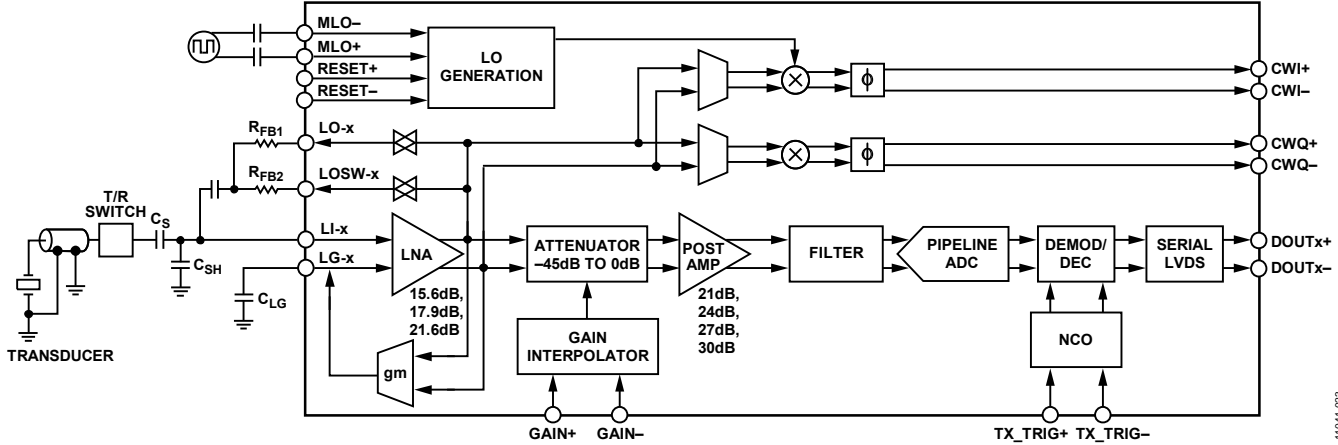 MLO–
MLO+
RESET+
RESET–
LO
GENERATION
CWI+
CWI–
RFB1
LO-x
CWQ+
CWQ–
RFB2
LOSW-x
T/R
SWITCH
CS
LI-x
LG-x
LNA
CSH
CLG
15.6dB,
17.9dB,
21.6dB
ATTENUATOR
–45dB TO 0dB
POST
AMP
21dB,
24dB,
27dB,
30dB
FILTER
PIPELINE
ADC
DEMOD/
DEC
SERIAL
LVDS
DOUTx+
DOUTx–
TRANSDUCER
gm
GAIN
INTERPOLATOR
NCO
GAIN+
GAIN–
TX_TRIG+
TX_TRIG–
ϕ
ϕ